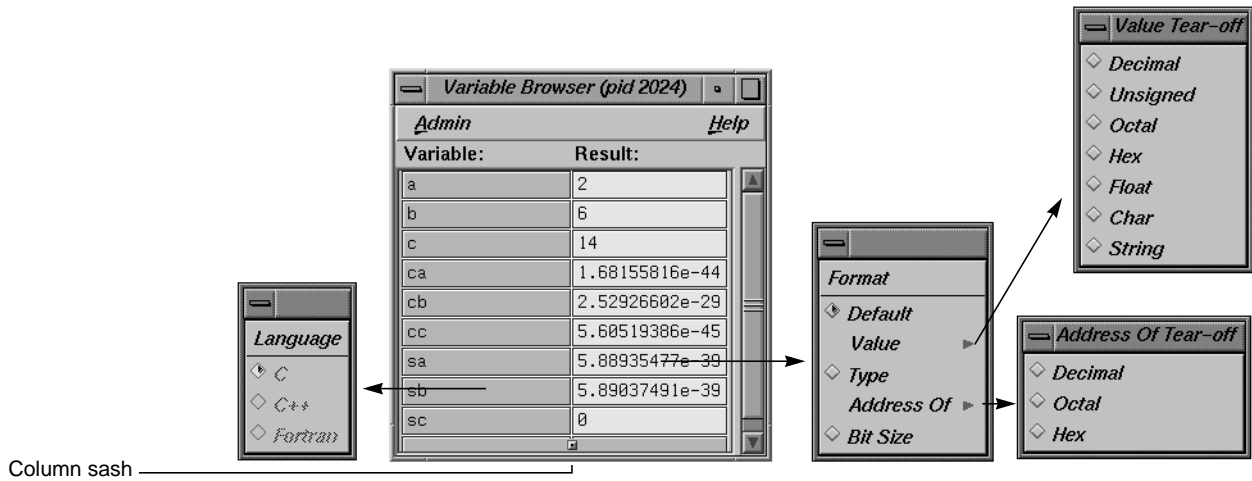 Value Tear-off
Decimal
Unsigned
Octal
Hex
Float
Char
String
Variable Browser (pid 2024)
Admin Help
Variable: Result:
a 2
b 6
c 14
ca 1.68155816e-44
cb 2.52926602e-29
cc 5.60519386e-45
sa 5.88935477e-39
sb 5.89037491e-39
sc 0
Language
C
C++
Fortran
Format
Default
Value
Type
Address Of
Bit Size
Address Of Tear-off
Decimal
Octal
Hex
Column sash